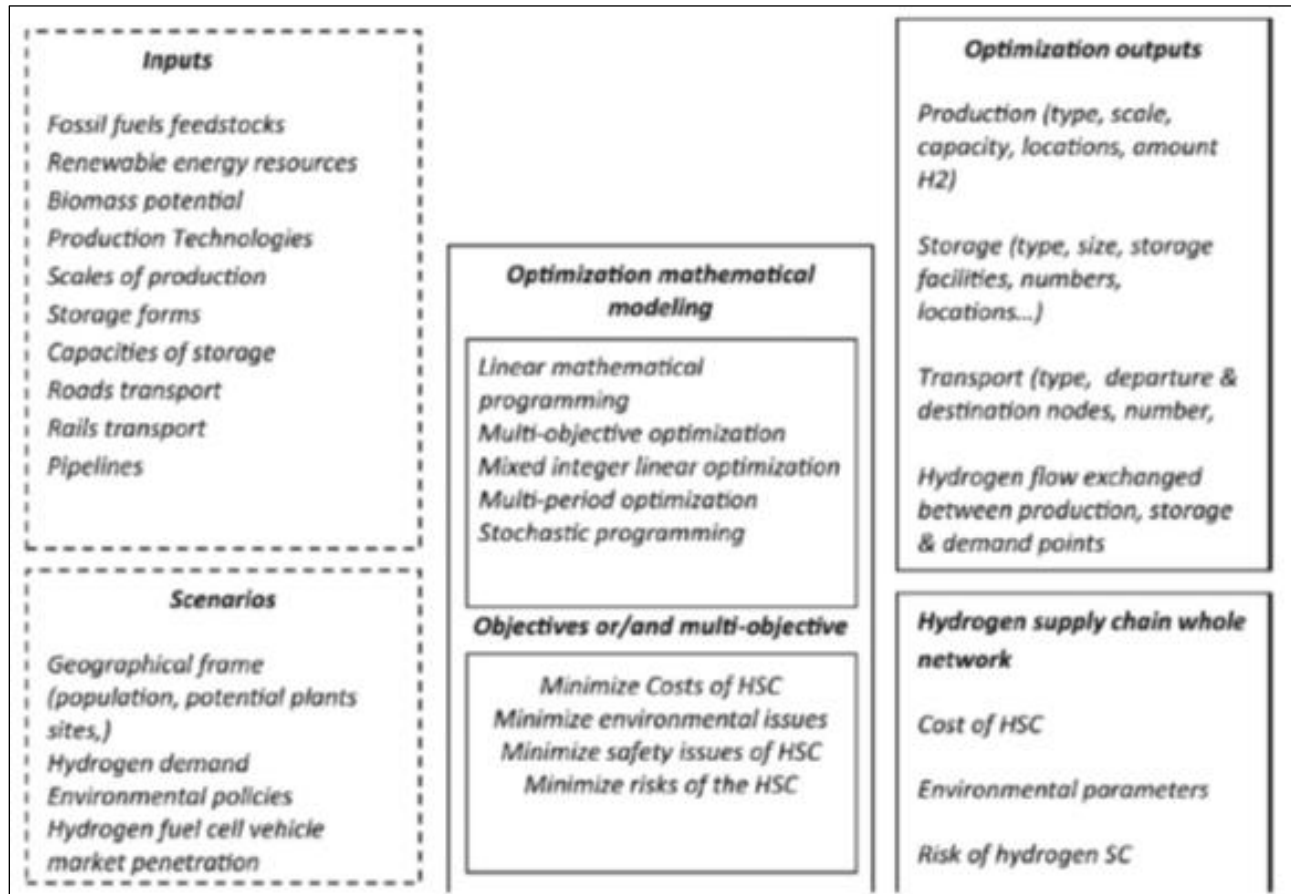 Inputs
Fossil fuels feedstocks
Renewable energy resources
Biomass potential
Production Technologies
Scales of production
Storage forms
Capacities of storage
Roads transport
Rails transport
Pipelines
Scenarios
Geographical frame
(population, potential plants
sites,)
Hydrogen demand
Environmental policies
Hydrogen fuel cell vehicle
market penetration
Optimization mathematical
modeling
Linear mathematical
programming
Multi-objective optimization
Mixed integer linear optimization
Multi-period optimization
Stochastic programming
Objectives or/and multi-objective
Minimize Costs of HSC
Minimize environmental issues
Minimize safety issues of HSC
Minimize risks of the HSC
Optimization outputs
Production (type, scale,
capacity, locations, amount
H2)
Storage (type, size, storage
facilities, numbers,
locations...)
Transport (type, departure &
destination nodes, number,
Hydrogen flow exchanged
between production, storage
& demand points
Hydrogen supply chain whole
network
Cost of HSC
Environmental parameters
Risk of hydrogen SC